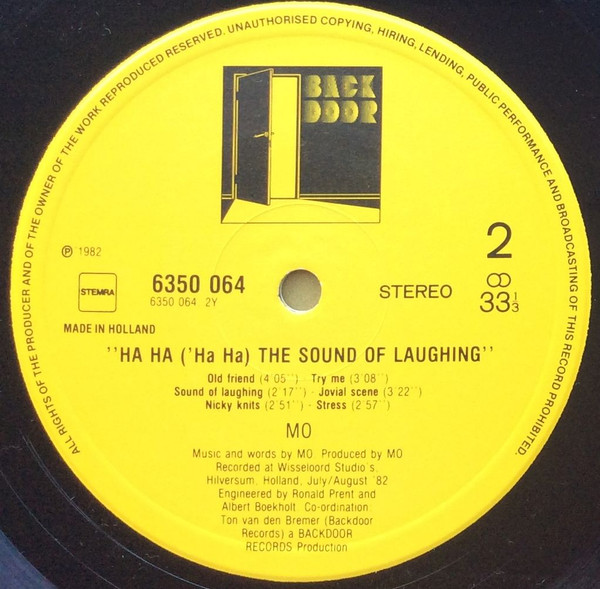 ALL RIGHTS OF THE PRODUCER AND OF THE OWNER OF THE WORK REPRODUCED RESERVED. UNAUTHORISED COPYING, HIRING, LENDING, PUBLIC PERFORMANCE AND BROADCASTING OF THIS RECORD PROHIBITED.
BACK
DOOR
℗ 1982
2
STEMRA
6350 064
6350 064 2Y
STEREO
33 1/3
MADE IN HOLLAND
''HA HA ('Ha Ha) THE SOUND OF LAUGHING''
Old friend (4'05'') · Try me (3'08'')
Sound of laughing (2'17'') · Jovial scene (3'22'')
Nicky knits (2'51'') · Stress (2'57'')
MO
Music and words by MO. Produced by MO
Recorded at Wisseloord Studio's,
Hilversum, Holland, July/August '82
Engineered by Ronald Prent and
Albert Boekholt. Co-ordination:
Ton van den Bremer (Backdoor
Records) a BACKDOOR
RECORDS Production